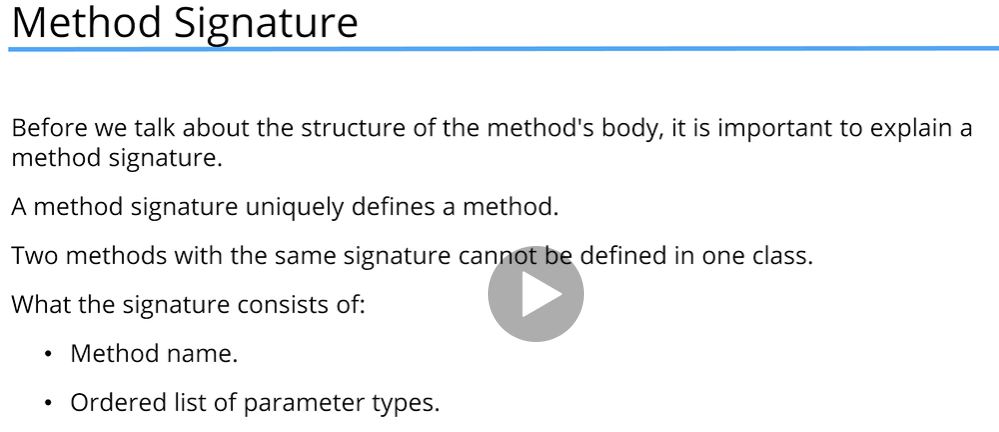 Method Signature
Before we talk about the structure of the method's body, it is important to explain a
method signature.
A method signature uniquely defines a method.
Two methods with the same signature cannot be defined in one class.
What the signature consists of:
• Method name.
• Ordered list of parameter types.